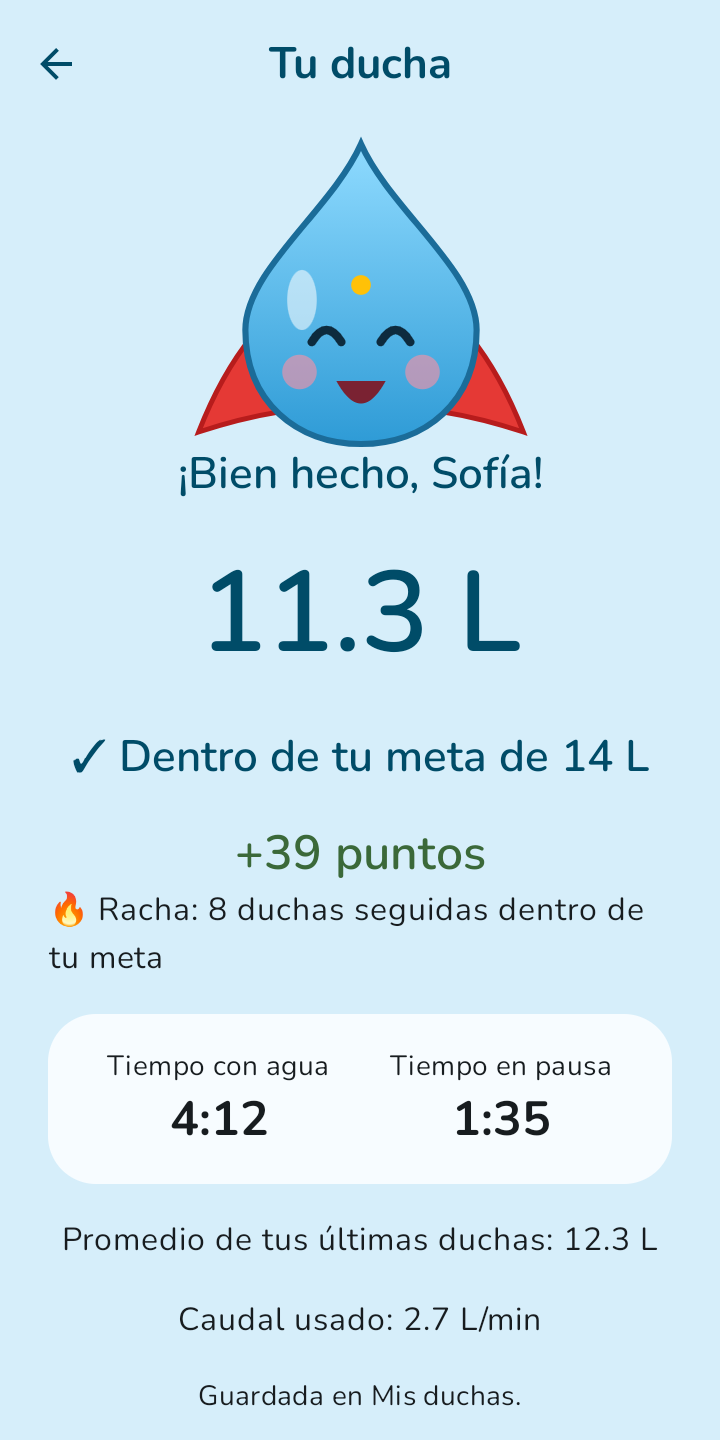 Tu ducha
¡Bien hecho, Sofía!
11.3 L
✓ Dentro de tu meta de 14 L
+39 puntos
🔥 Racha: 8 duchas seguidas dentro de
tu meta
Tiempo con agua
4:12
Tiempo en pausa
1:35
Promedio de tus últimas duchas: 12.3 L
Caudal usado: 2.7 L/min
Guardada en Mis duchas.